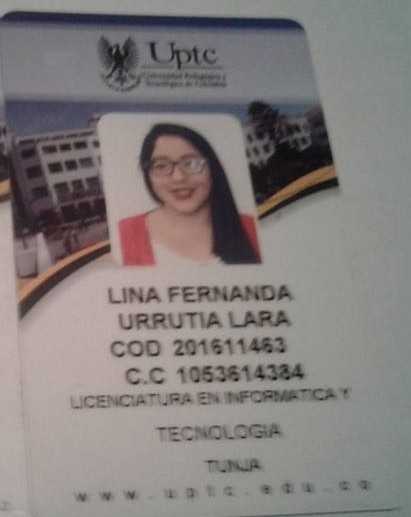 Uptc
Universidad Pedagógica y
Tecnológica de Colombia
LINA FERNANDA
URRUTIA LARA
COD 201611463
C.C 1053614384
LICENCIATURA EN INFORMATICA Y
TECNOLOGIA
TUNJA
www.uptc.edu.co